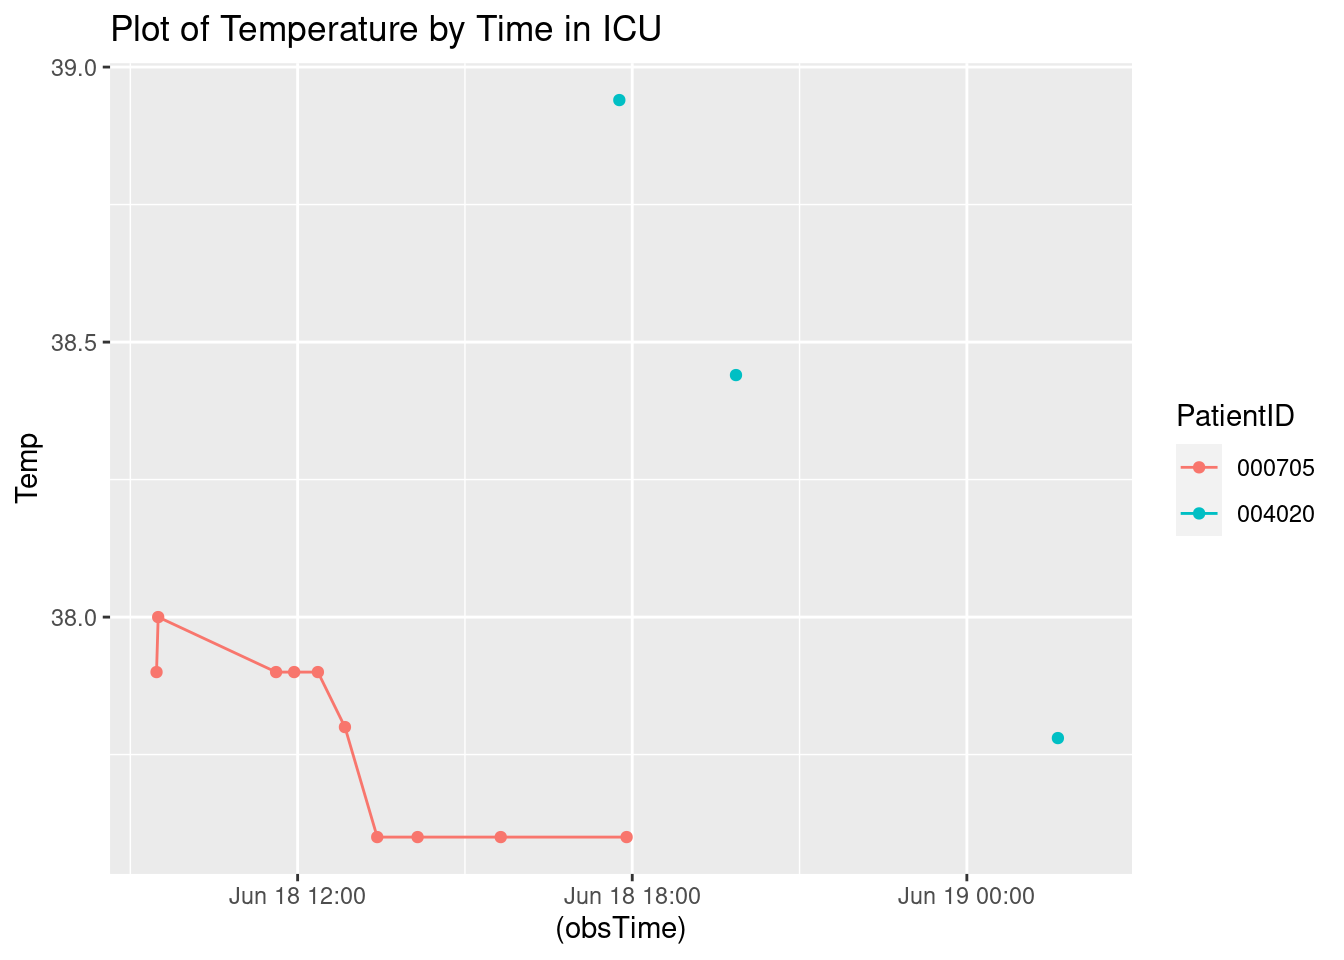 Plot of Temperature by Time in ICU
39.0
38.5
38.0
Temp
Jun 18 12:00
Jun 18 18:00
Jun 19 00:00
(obsTime)
PatientID
000705
004020